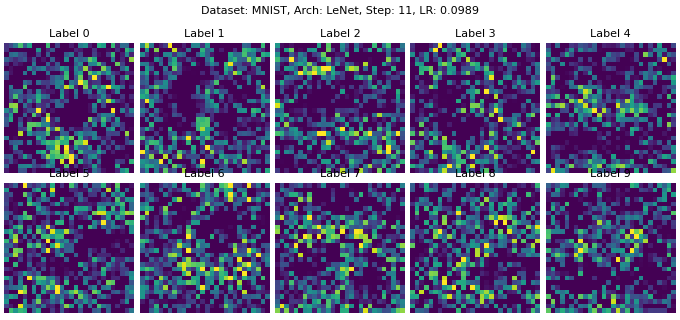 Dataset: MNIST, Arch: LeNet, Step: 11, LR: 0.0989
Label 0 Label 1 Label 2 Label 3 Label 4
Label 5 Label 6 Label 7 Label 8 Label 9